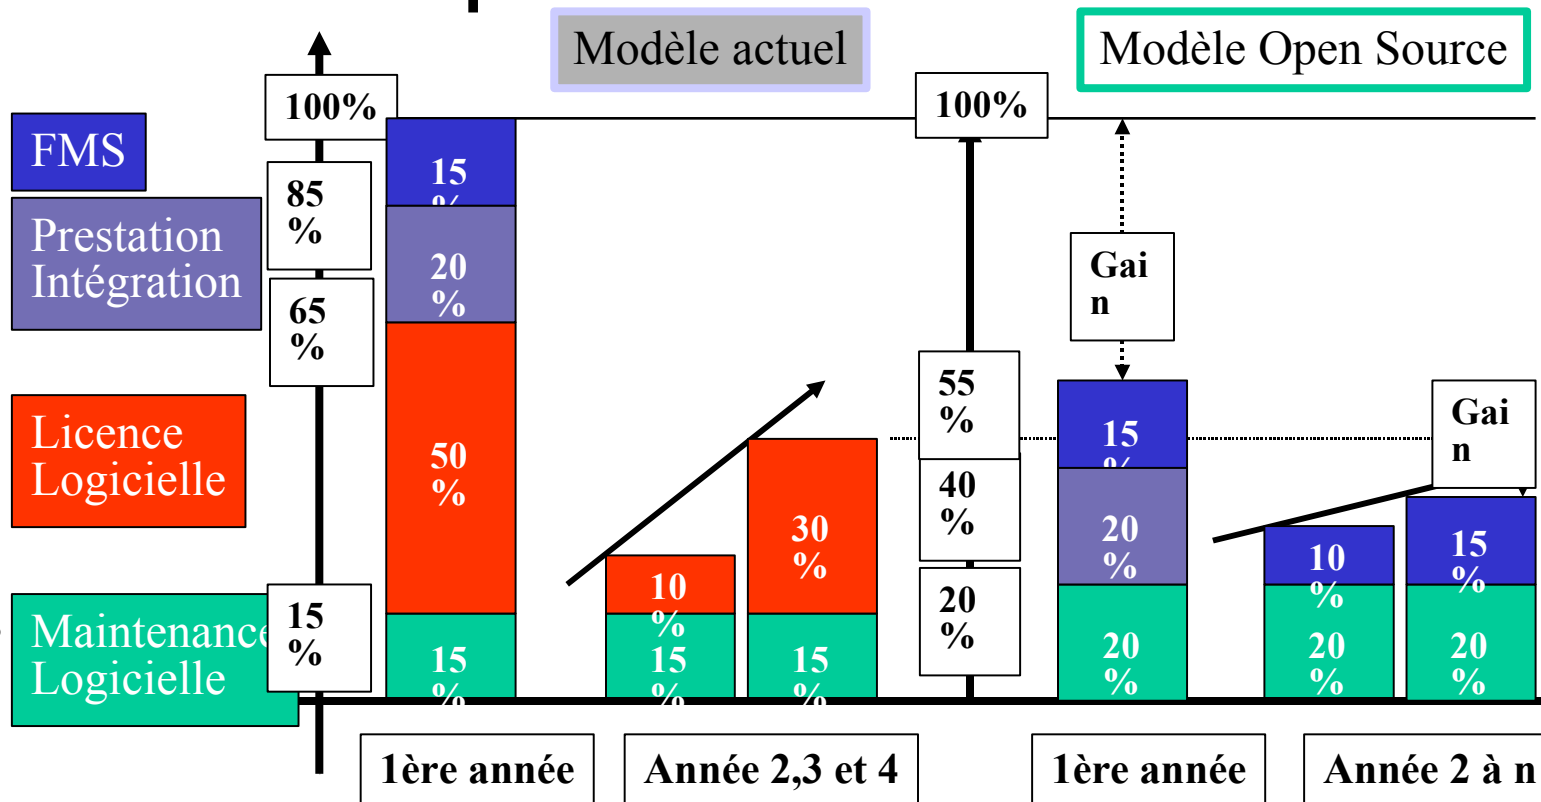 Modèle actuel
Modèle Open Source
100%
100%
FMS
Prestation
Intégration
Licence
Logicielle
Maintenance
Logicielle
85
%
65
%
15
%
15
%
20
%
50
%
15
%
10
%
15
%
30
%
15
%
55
%
40
%
20
%
Gai
n
15
%
20
%
20
%
Gai
n
10
%
20
%
15
%
20
%
1ère année
Année 2,3 et 4
1ère année
Année 2 à n